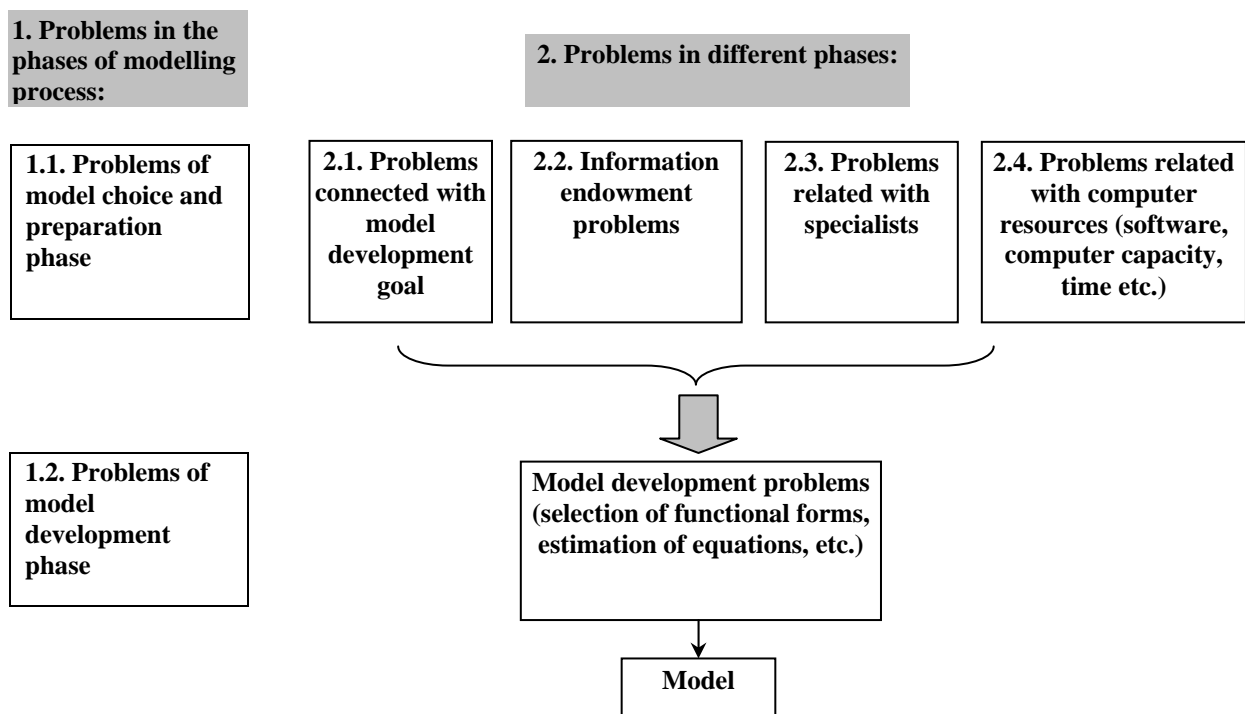 1. Problems in the
phases of modelling
process:
2. Problems in different phases:
1.1. Problems of
model choice and
preparation
phase
2.1. Problems
connected with
model
development
goal
2.2. Information
endowment
problems
2.3. Problems
related with
specialists
2.4. Problems related
with computer
resources (software,
computer capacity,
time etc.)
1.2. Problems of
model
development
phase
Model development problems
(selection of functional forms,
estimation of equations, etc.)
Model